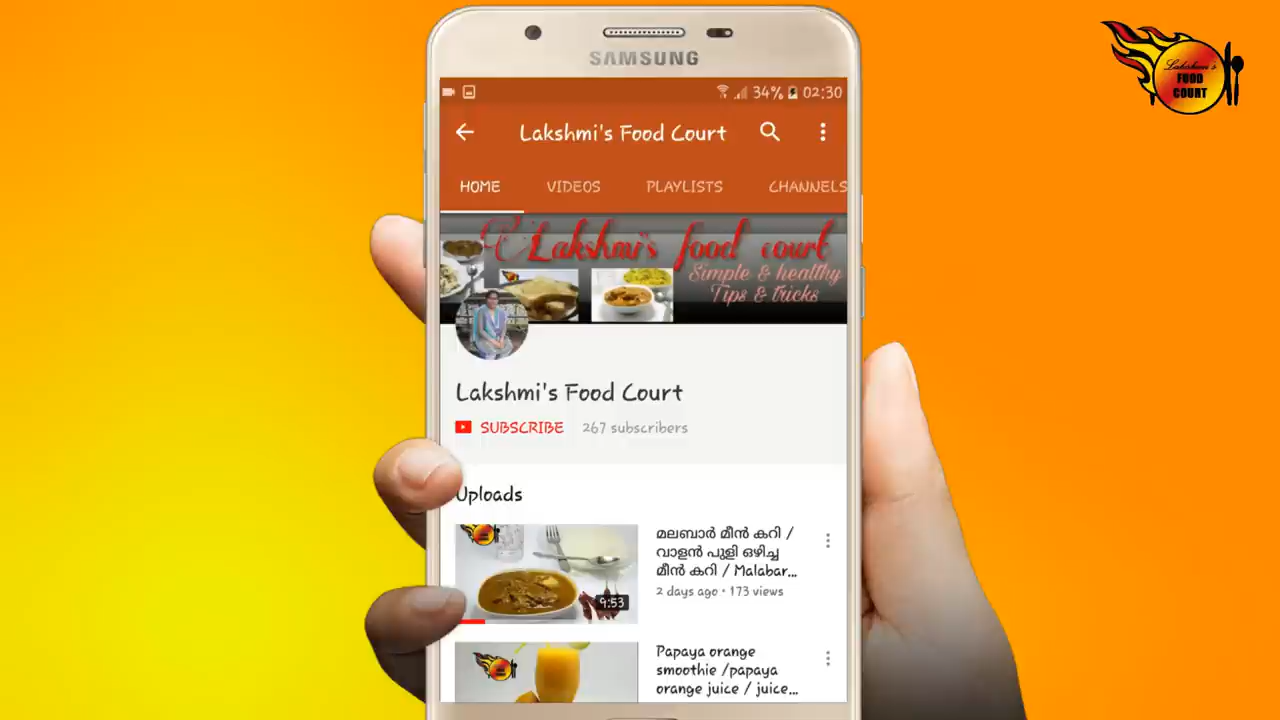 SAMSUNG
34% 02:30
Lakshmi's Food Court
HOME VIDEOS PLAYLISTS CHANNELS
Lakshmi's food court
Simple & healthy
Tips & tricks
Lakshmi's Food Court
SUBSCRIBE 267 subscribers
Uploads
മലബാർ മീൻ കറി /
വാളൻ പുളി ഒഴിച്ച
മീൻ കറി / Malabar...
2 days ago • 173 views
9:53
Papaya orange
smoothie /papaya
orange juice / juice...
Lakshmi's
FOOD
COURT